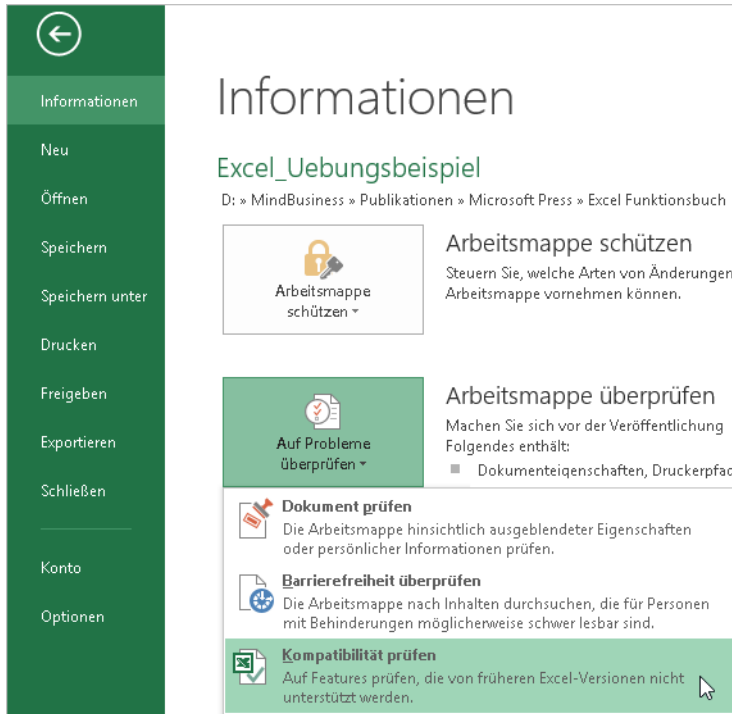 Informationen
Neu
Öffnen
Speichern
Speichern unter
Drucken
Freigeben
Exportieren
Schließen
Konto
Optionen
Informationen
Excel_Uebungsbeispiel
D: » MindBusiness » Publikationen » Microsoft Press » Excel Funktionsbuch
Arbeitsmappe
schützen
Arbeitsmappe schützen
Steuern Sie, welche Arten von Änderungen
Arbeitsmappe vornehmen können.
Auf Probleme
überprüfen
Arbeitsmappe überprüfen
Machen Sie sich vor der Veröffentlichung
Folgendes enthält:
Dokumenteigenschaften, Druckerpfad
Dokument prüfen
Die Arbeitsmappe hinsichtlich ausgeblendeter Eigenschaften
oder persönlicher Informationen prüfen.
Barrierefreiheit überprüfen
Die Arbeitsmappe nach Inhalten durchsuchen, die für Personen
mit Behinderungen möglicherweise schwer lesbar sind.
Kompatibilität prüfen
Auf Features prüfen, die von früheren Excel-Versionen nicht
unterstützt werden.